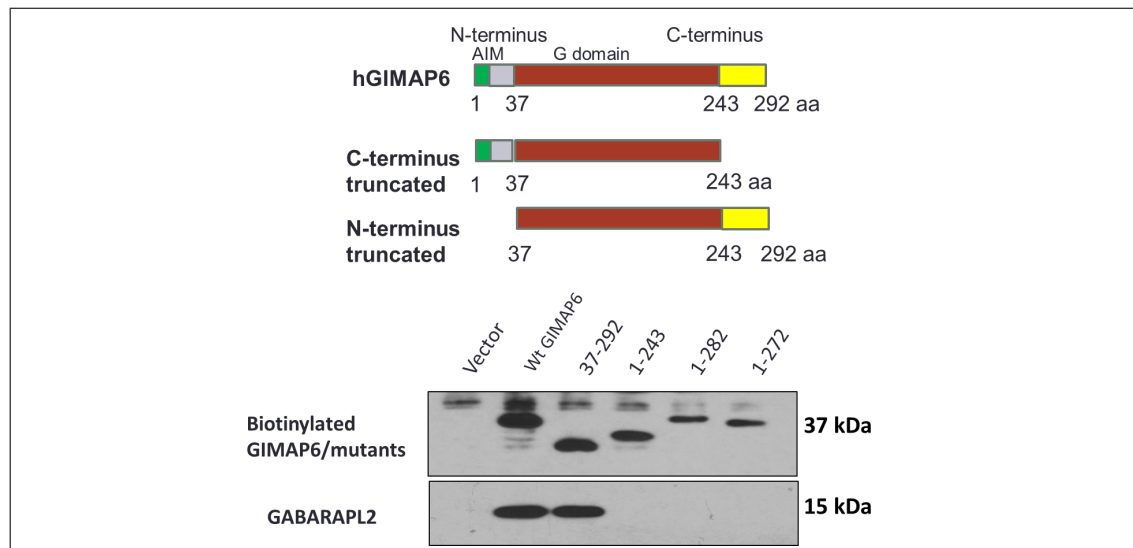 N-terminus C-terminus
AIM G domain
hGIMAP6
1 37 243 292 aa
C-terminus
truncated
1 37 243 aa
N-terminus
truncated
37 243 292 aa
Vector
Wt GIMAP6
37-292
1-243
1-282
1-272
Biotinylated
GIMAP6/mutants
37 kDa
GABARAPL2
15 kDa